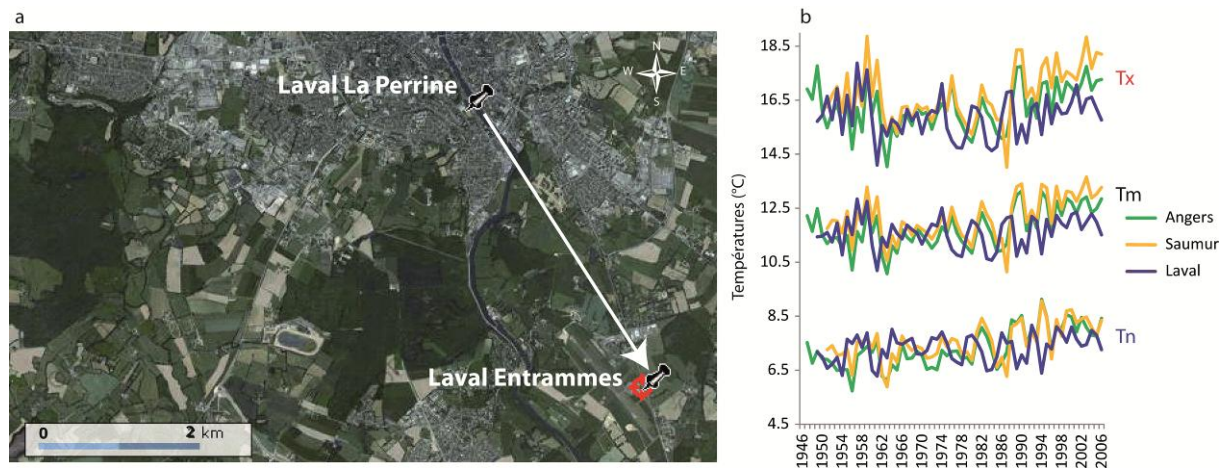 a
Laval La Perrine
N
W E
S
Laval Entrammes
0 2 km
b
Températures (°C)
18.5
16.5
14.5
12.5
10.5
8.5
6.5
4.5
Tx
Tm
Tn
Angers
Saumur
Laval
1946
1950
1954
1958
1962
1966
1970
1974
1978
1982
1986
1990
1994
1998
2002
2006